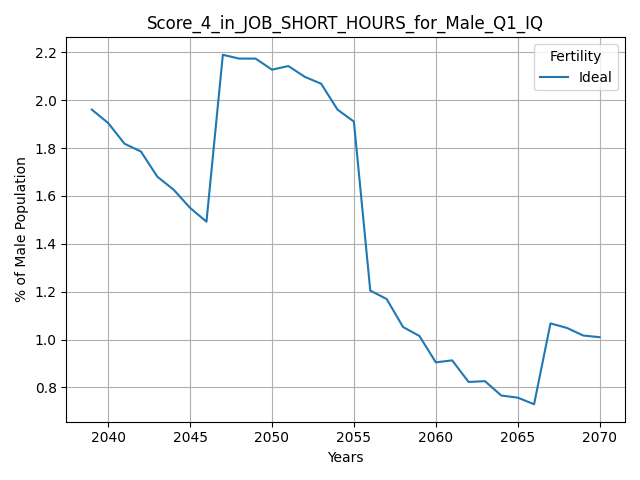 Score_4_in_JOB_SHORT_HOURS_for_Male_Q1_IQ
Fertility
Ideal
% of Male Population
2.2
2.0
1.8
1.6
1.4
1.2
1.0
0.8
2040 2045 2050 2055 2060 2065 2070
Years